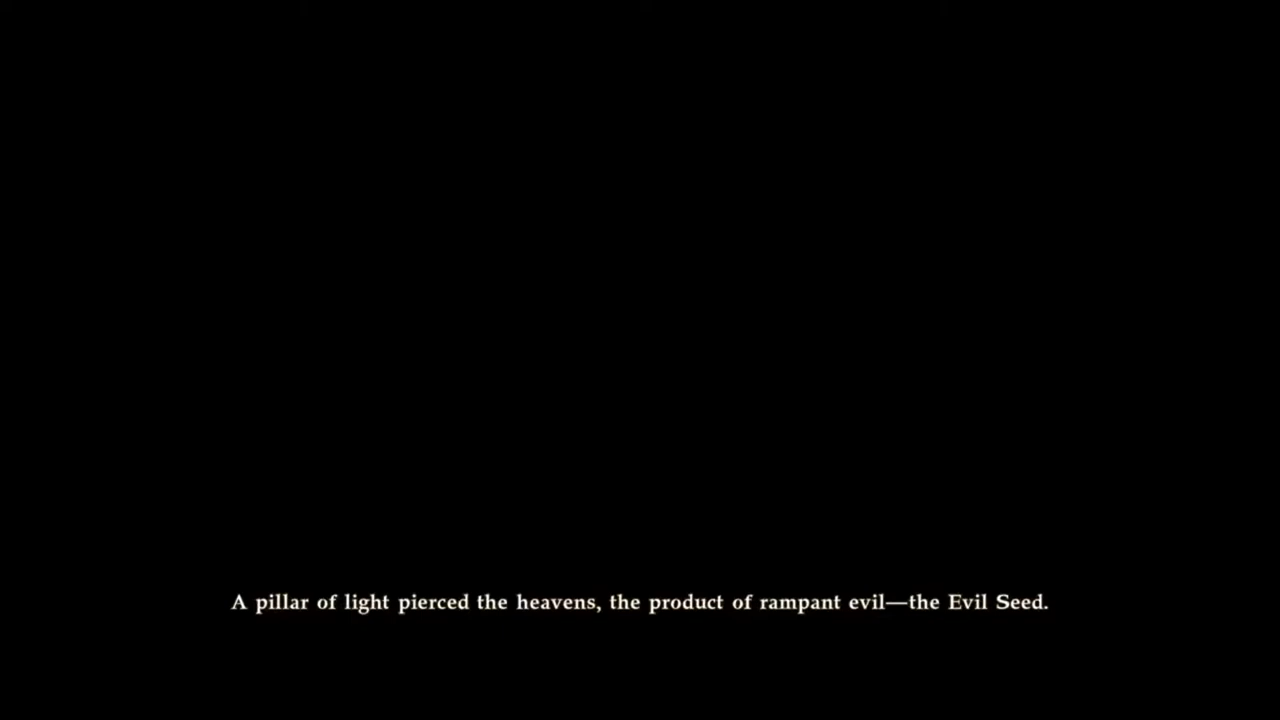 A pillar of light pierced the heavens, the product of rampant evil—the Evil Seed.